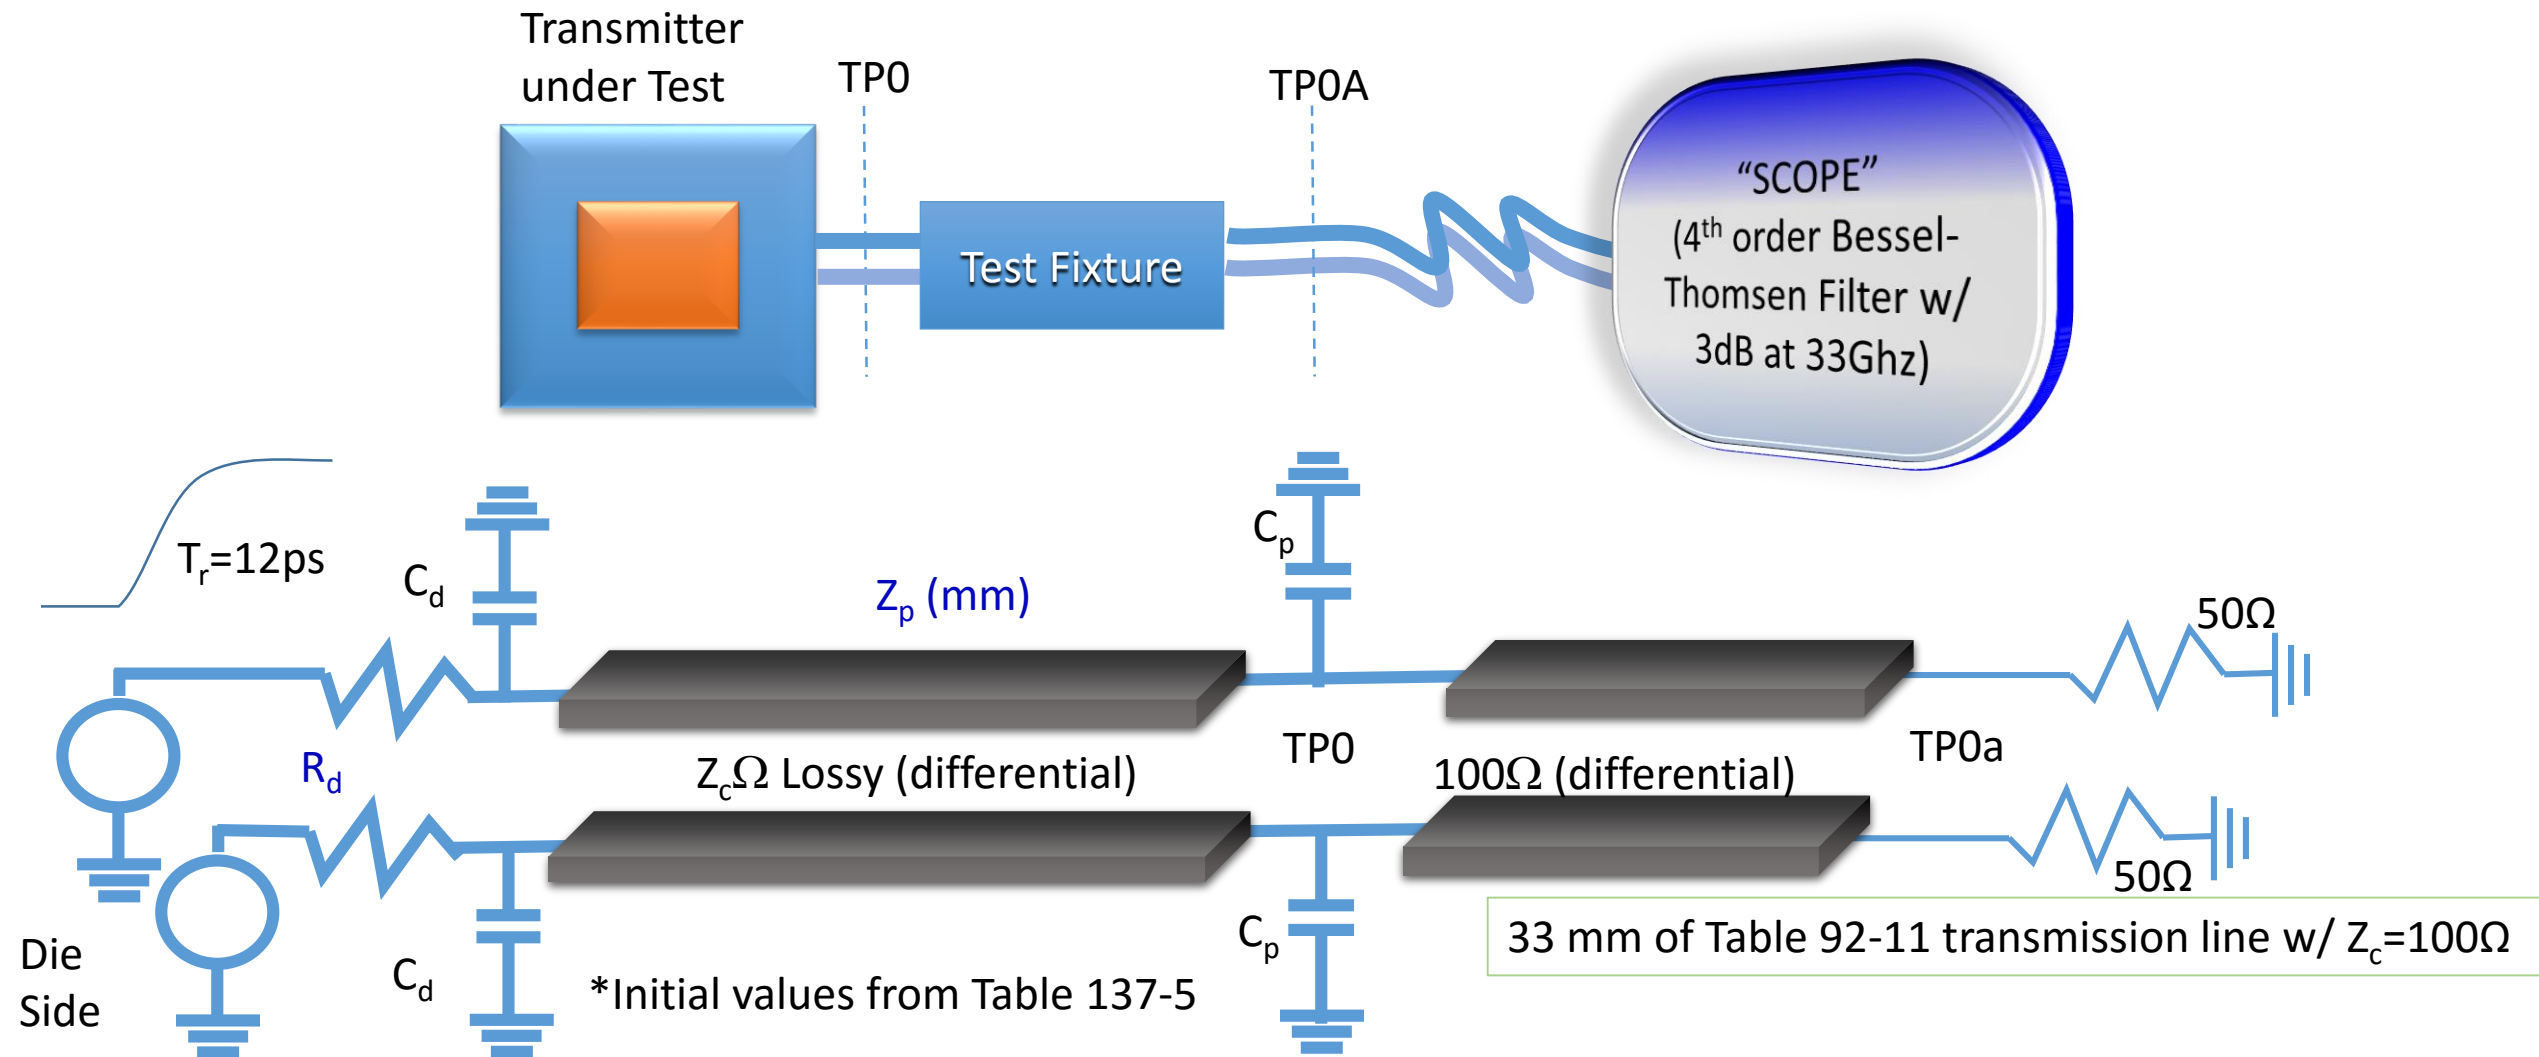 Transmitter
under Test
TP0
TP0A
Test Fixture
“SCOPE”
(4th order Bessel-
Thomsen Filter w/
3dB at 33Ghz)
Tr=12ps
Cd
Zp (mm)
Cp
50Ω
Rd
ZcΩ Lossy (differential)
TP0
100Ω (differential)
TP0a
50Ω
Die
Side
Cd
*Initial values from Table 137-5
Cp
33 mm of Table 92-11 transmission line w/ Zc=100Ω